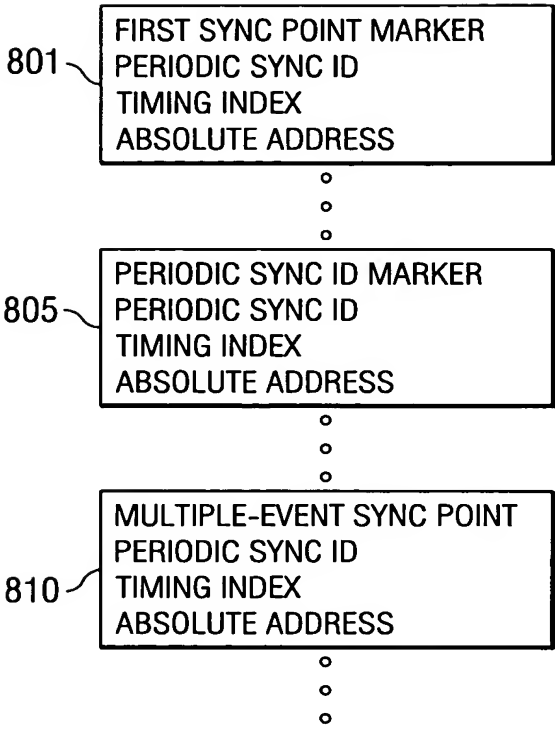 801
FIRST SYNC POINT MARKER
PERIODIC SYNC ID
TIMING INDEX
ABSOLUTE ADDRESS
805
PERIODIC SYNC ID MARKER
PERIODIC SYNC ID
TIMING INDEX
ABSOLUTE ADDRESS
810
MULTIPLE-EVENT SYNC POINT
PERIODIC SYNC ID
TIMING INDEX
ABSOLUTE ADDRESS